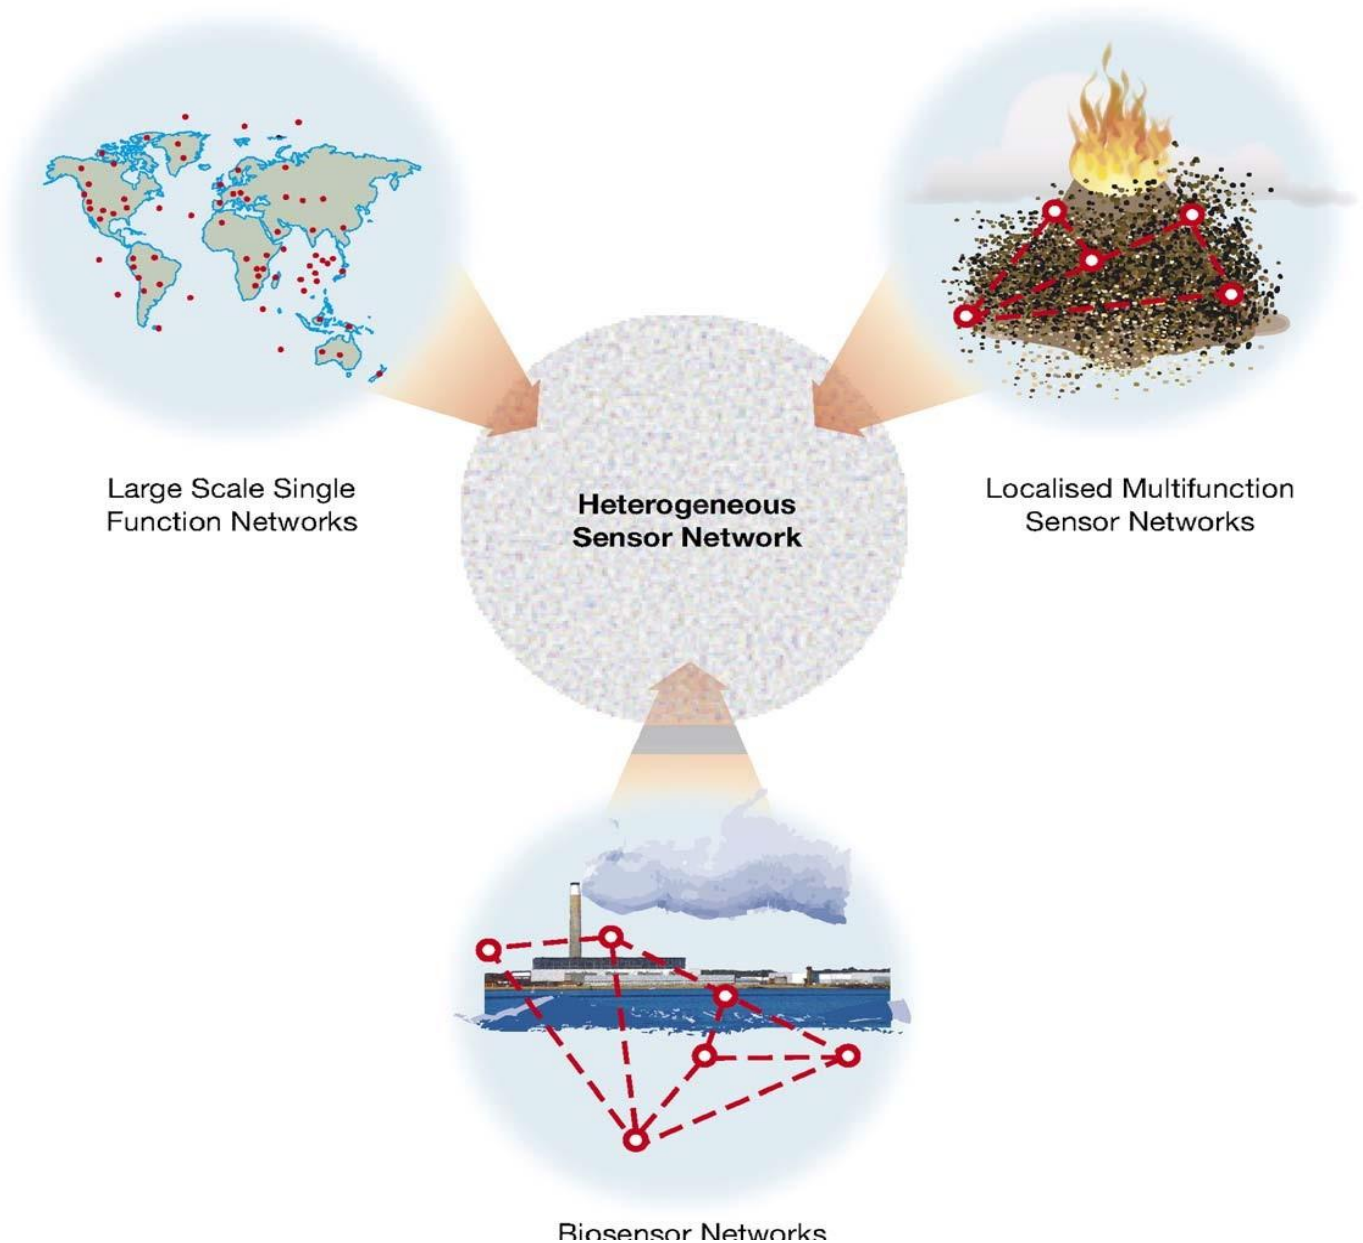 Large Scale Single
Function Networks
Localised Multifunction
Sensor Networks
Heterogeneous
Sensor Network
Biosensor Networks